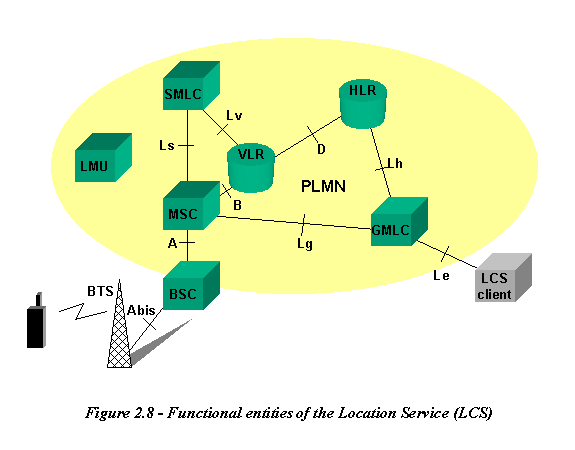 SMLC
HLR
Lv
Ls
D
VLR
LMU
Lh
PLMN
B
MSC
GMLC
A
Lg
Le
LCS
client
BTS
BSC
Abis
Figure 2.8 - Functional entities of the Location Service (LCS)